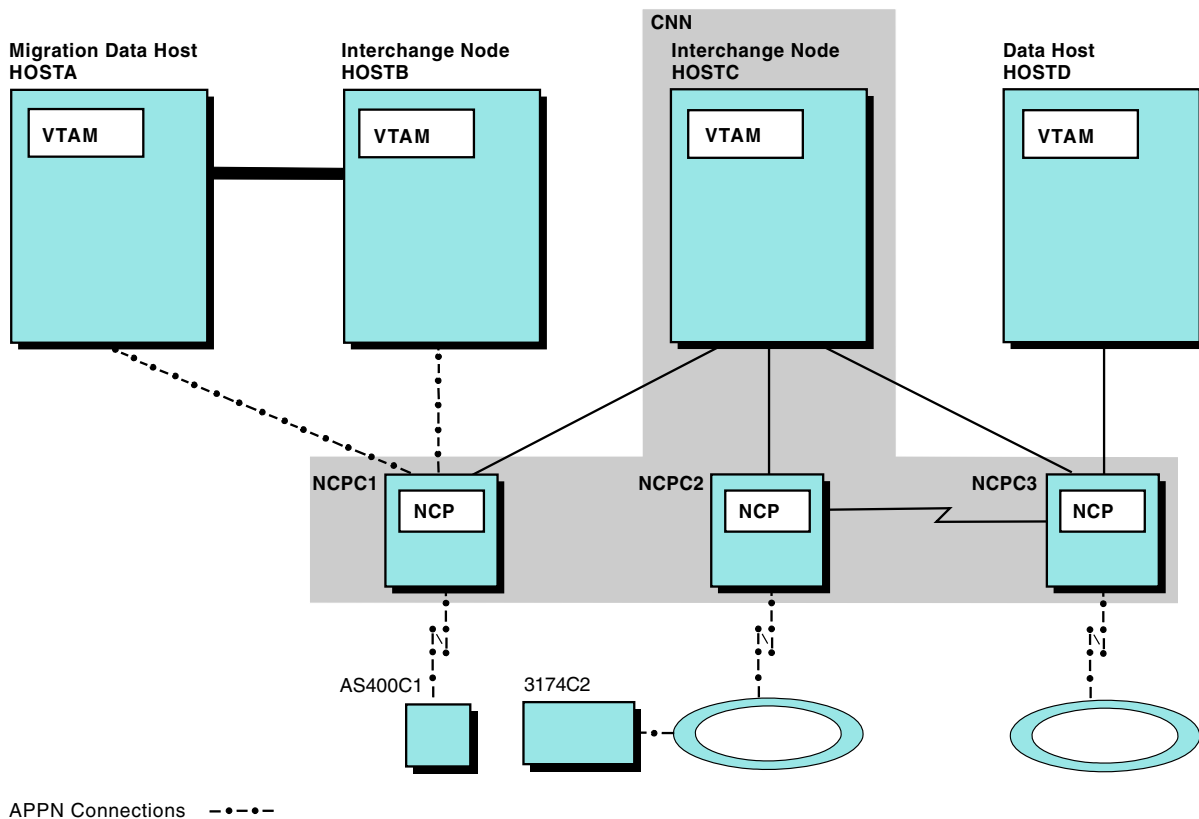 CNN
Migration Data Host
HOSTA
Interchange Node
HOSTB
Interchange Node
HOSTC
Data Host
HOSTD
VTAM
VTAM
VTAM
VTAM
NCPC1
NCPC2
NCPC3
NCP
NCP
NCP
AS400C1
3174C2
APPN Connections